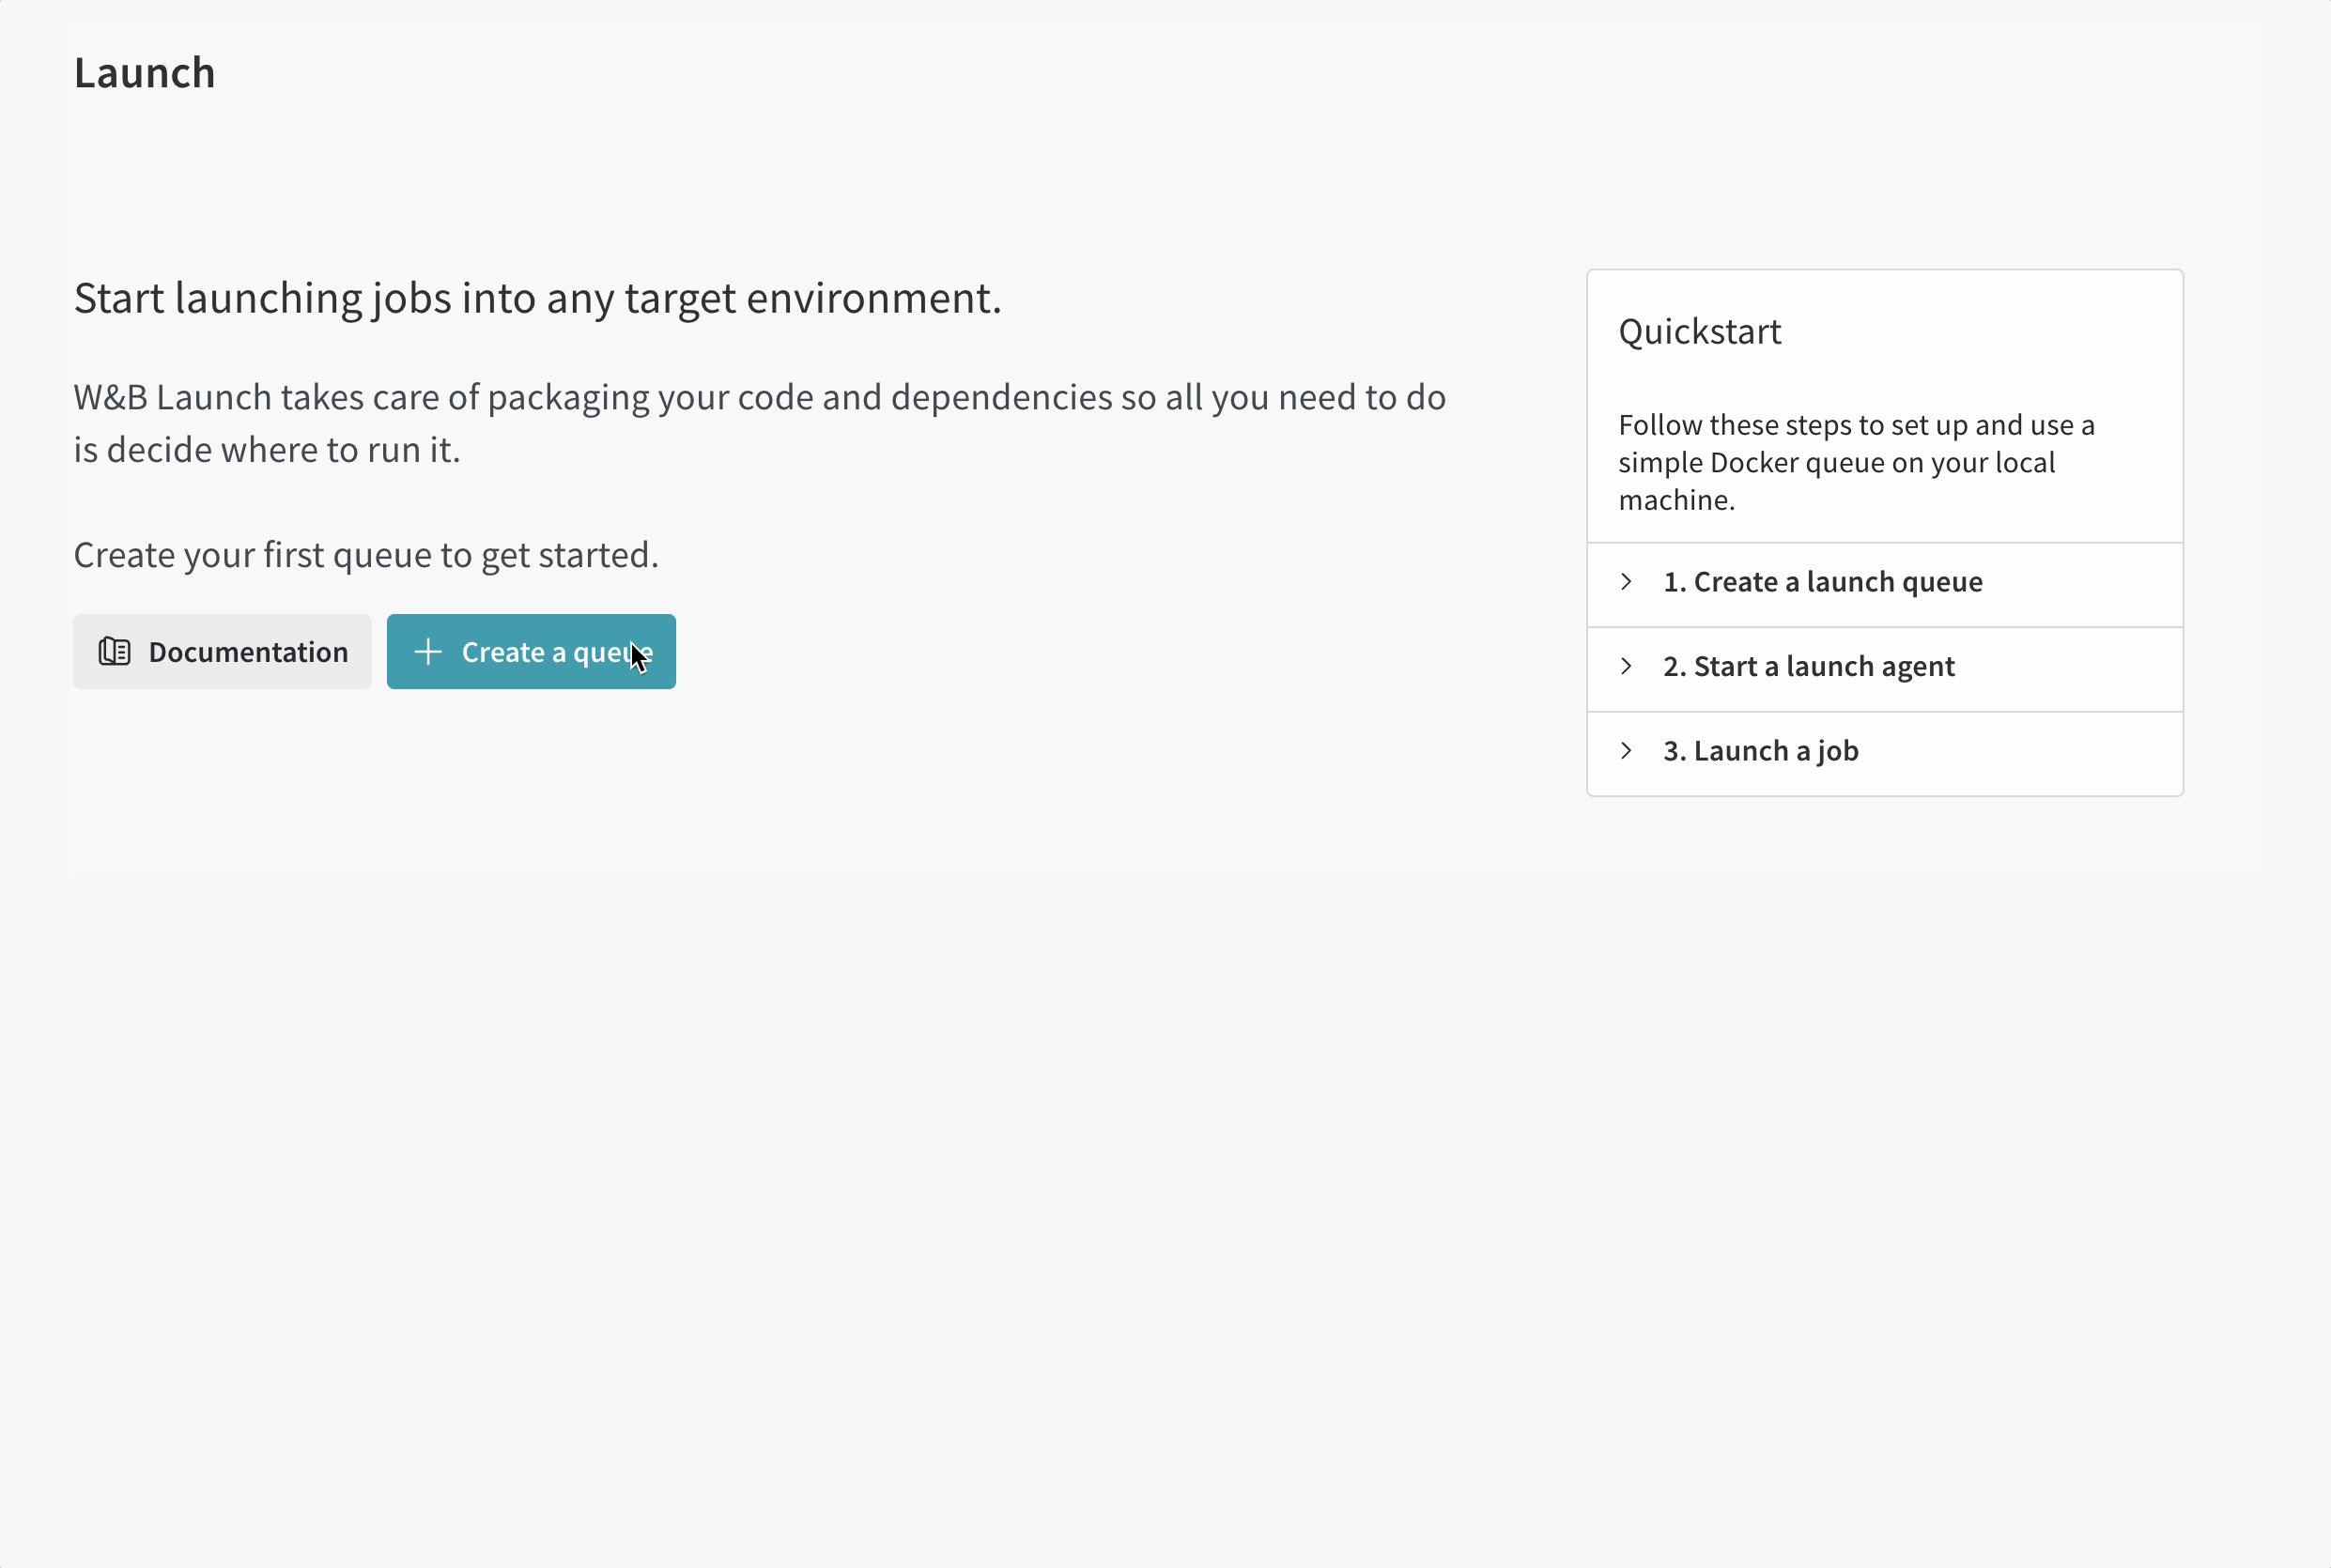 Launch
Start launching jobs into any target environment.
W&B Launch takes care of packaging your code and dependencies so all you need to do
is decide where to run it.
Create your first queue to get started.
Documentation
Create a queue
Quickstart
Follow these steps to set up and use a
simple Docker queue on your local
machine.
1. Create a launch queue
2. Start a launch agent
3. Launch a job